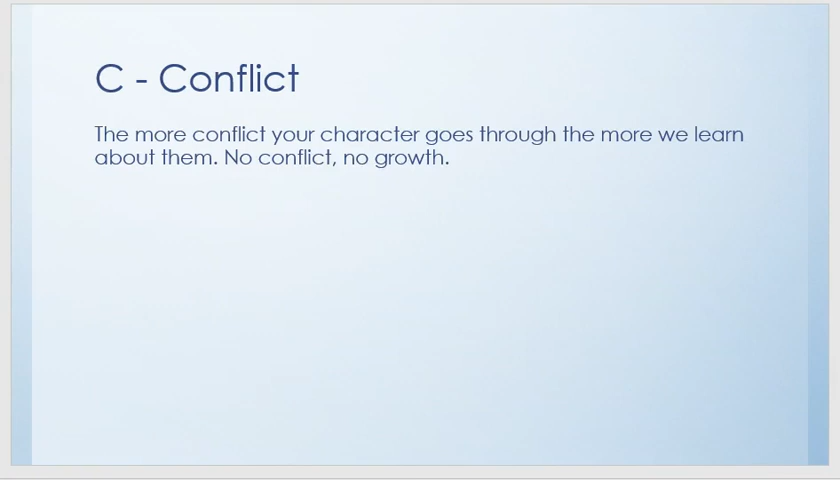 C - Conflict
The more conflict your character goes through the more we learn
about them. No conflict, no growth.